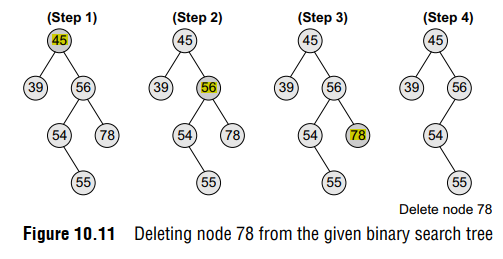 (Step 1) (Step 2) (Step 3) (Step 4)
45 45 45 45
39 56 39 56 39 56 39 56
54 78 54 78 54 78 54
55 55 55 55
Delete node 78
Figure 10.11 Deleting node 78 from the given binary search tree